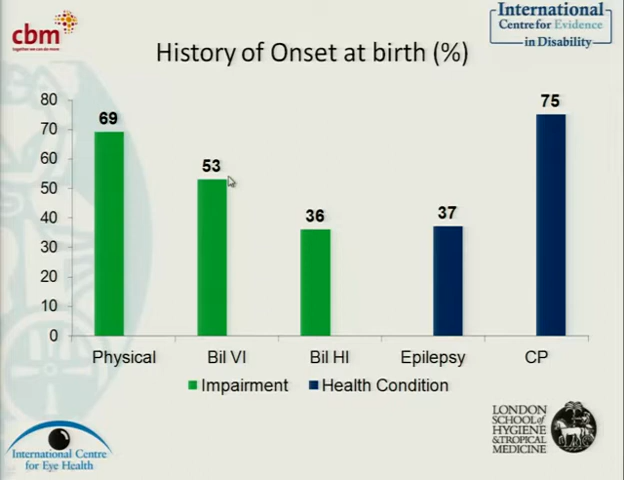 cbm
together we can do more
International
Centre for Evidence
in Disability
History of Onset at birth (%)
80
70
60
50
40
30
20
10
0
69
53
36
37
75
Physical
Bil VI
Bil HI
Epilepsy
CP
Impairment
Health Condition
International Centre
for Eye Health
LONDON
SCHOOL of
HYGIENE
& TROPICAL
MEDICINE